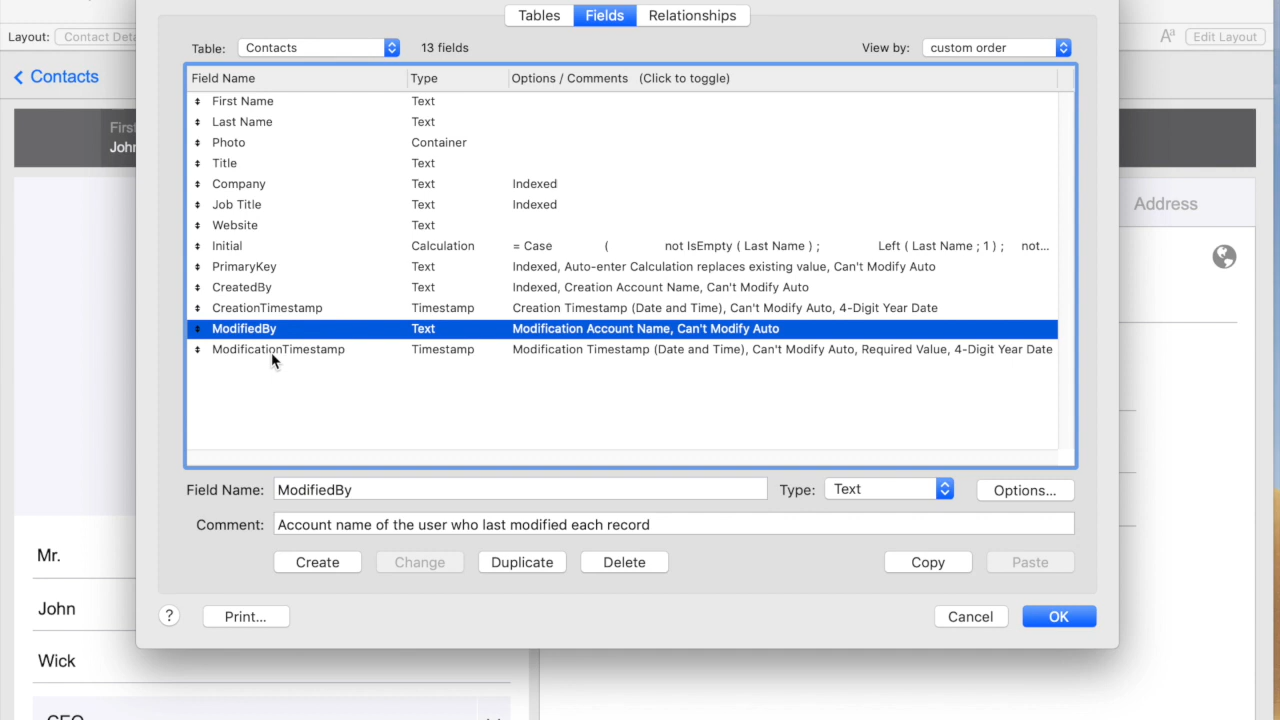 Tables Fields Relationships
Layout: Contact Deta
Aª Edit Layout
Table: Contacts 13 fields View by: custom order
Contacts
Field Name Type Options / Comments (Click to toggle)
First Name Text
Last Name Text
Photo Container
Title Text
Company Text Indexed
Job Title Text Indexed
Website Text
Initial Calculation = Case ( not IsEmpty ( Last Name ) ; Left ( Last Name ; 1 ) ; not...
PrimaryKey Text Indexed, Auto-enter Calculation replaces existing value, Can't Modify Auto
CreatedBy Text Indexed, Creation Account Name, Can't Modify Auto
CreationTimestamp Timestamp Creation Timestamp (Date and Time), Can't Modify Auto, 4-Digit Year Date
ModifiedBy Text Modification Account Name, Can't Modify Auto
ModificationTimestamp Timestamp Modification Timestamp (Date and Time), Can't Modify Auto, Required Value, 4-Digit Year Date
First
John
Address
Field Name: ModifiedBy Type: Text Options...
Comment: Account name of the user who last modified each record
Create Change Duplicate Delete Copy Paste
? Print... Cancel OK
Mr.
John
Wick
CEO